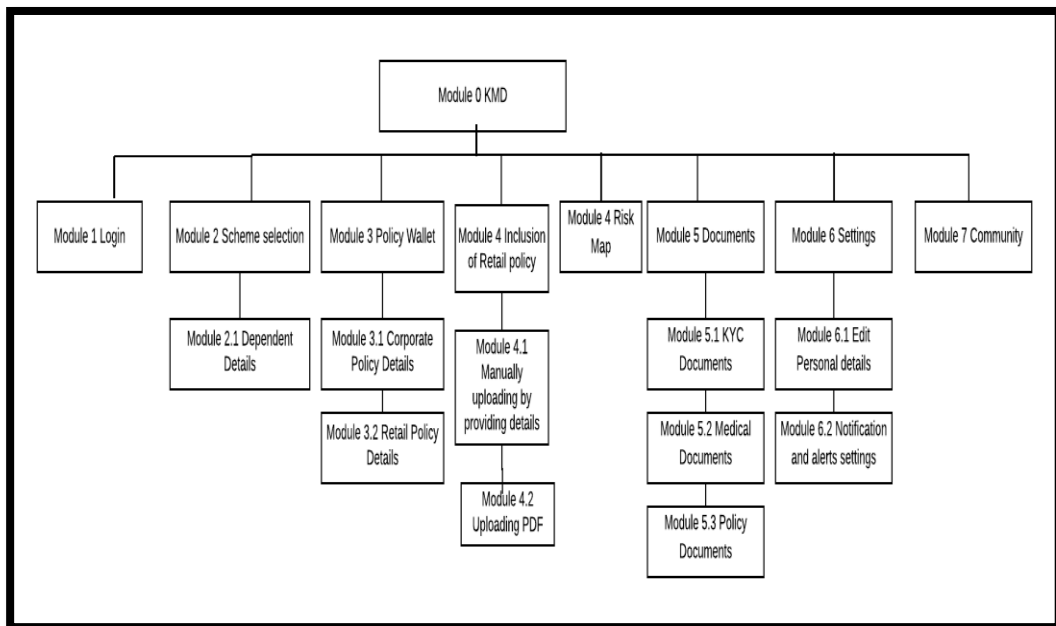 Module 0 KMD
Module 1 Login
Module 2 Scheme selection
Module 3 Policy Wallet
Module 4 Inclusion
of Retail policy
Module 4 Risk
Map
Module 5 Documents
Module 6 Settings
Module 7 Community
Module 2.1 Dependent
Details
Module 3.1 Corporate
Policy Details
Module 3.2 Retail Policy
Details
Module 4.1
Manually
uploading by
providing details
Module 4.2
Uploading PDF
Module 5.1 KYC
Documents
Module 5.2 Medical
Documents
Module 5.3 Policy
Documents
Module 6.1 Edit
Personal details
Module 6.2 Notification
and alerts settings